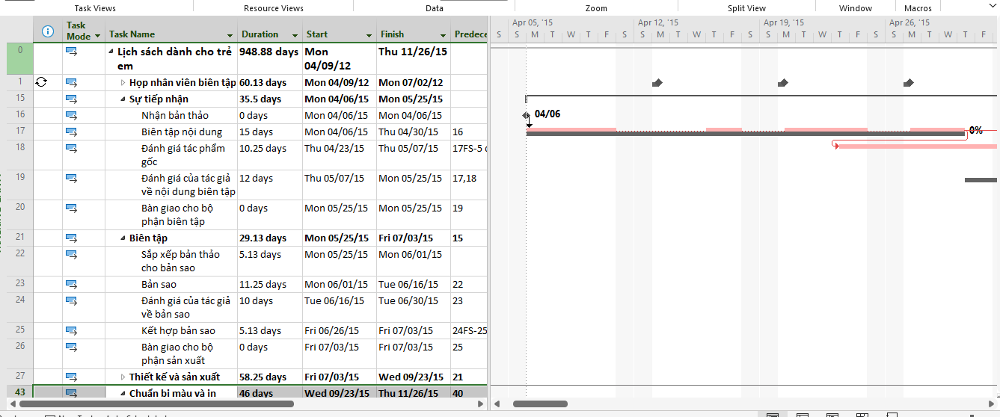 Task Views Resource Views Data Zoom Split View Window Macros
Task Mode Task Name Duration Start Finish Predece
Apr 05, '15 Apr 12, '15 Apr 19, '15 Apr 26, '15
S M T W F S T T S M W F S T T S M W F S T T
0 Lịch sách dành cho trẻ em 948.88 days Mon 04/09/12 Thu 11/26/15
1 Họp nhân viên biên tập 60.13 days Mon 04/09/12 Mon 07/02/12
15 Sự tiếp nhận 35.5 days Mon 04/06/15 Mon 05/25/15
16 Nhận bản thảo 0 days Mon 04/06/15 Mon 04/06/15
04/06
17 Biên tập nội dung 15 days Mon 04/06/15 Thu 04/30/15 16
0%
18 Đánh giá tác phẩm gốc 10.25 days Thu 04/23/15 Thu 05/07/15 17FS-5 d
19 Đánh giá của tác giả về nội dung biên tập 12 days Thu 05/07/15 Mon 05/25/15 17,18
20 Bàn giao cho bộ phận biên tập 0 days Mon 05/25/15 Mon 05/25/15 19
21 Biên tập 29.13 days Mon 05/25/15 Fri 07/03/15 15
22 Sắp xếp bản thảo cho bản sao 5.13 days Mon 05/25/15 Mon 06/01/15
23 Bản sao 11.25 days Mon 06/01/15 Tue 06/16/15 22
24 Đánh giá của tác giả về bản sao 10 days Tue 06/16/15 Tue 06/30/15 23
25 Kết hợp bản sao 5.13 days Fri 06/26/15 Fri 07/03/15 24FS-25
26 Bàn giao cho bộ phận sản xuất 0 days Fri 07/03/15 Fri 07/03/15 25
27 Thiết kế và sản xuất 58.25 days Fri 07/03/15 Wed 09/23/15 21
43 Chuẩn bị màu và in 46 days Wed 09/23/15 Thu 11/26/15 40